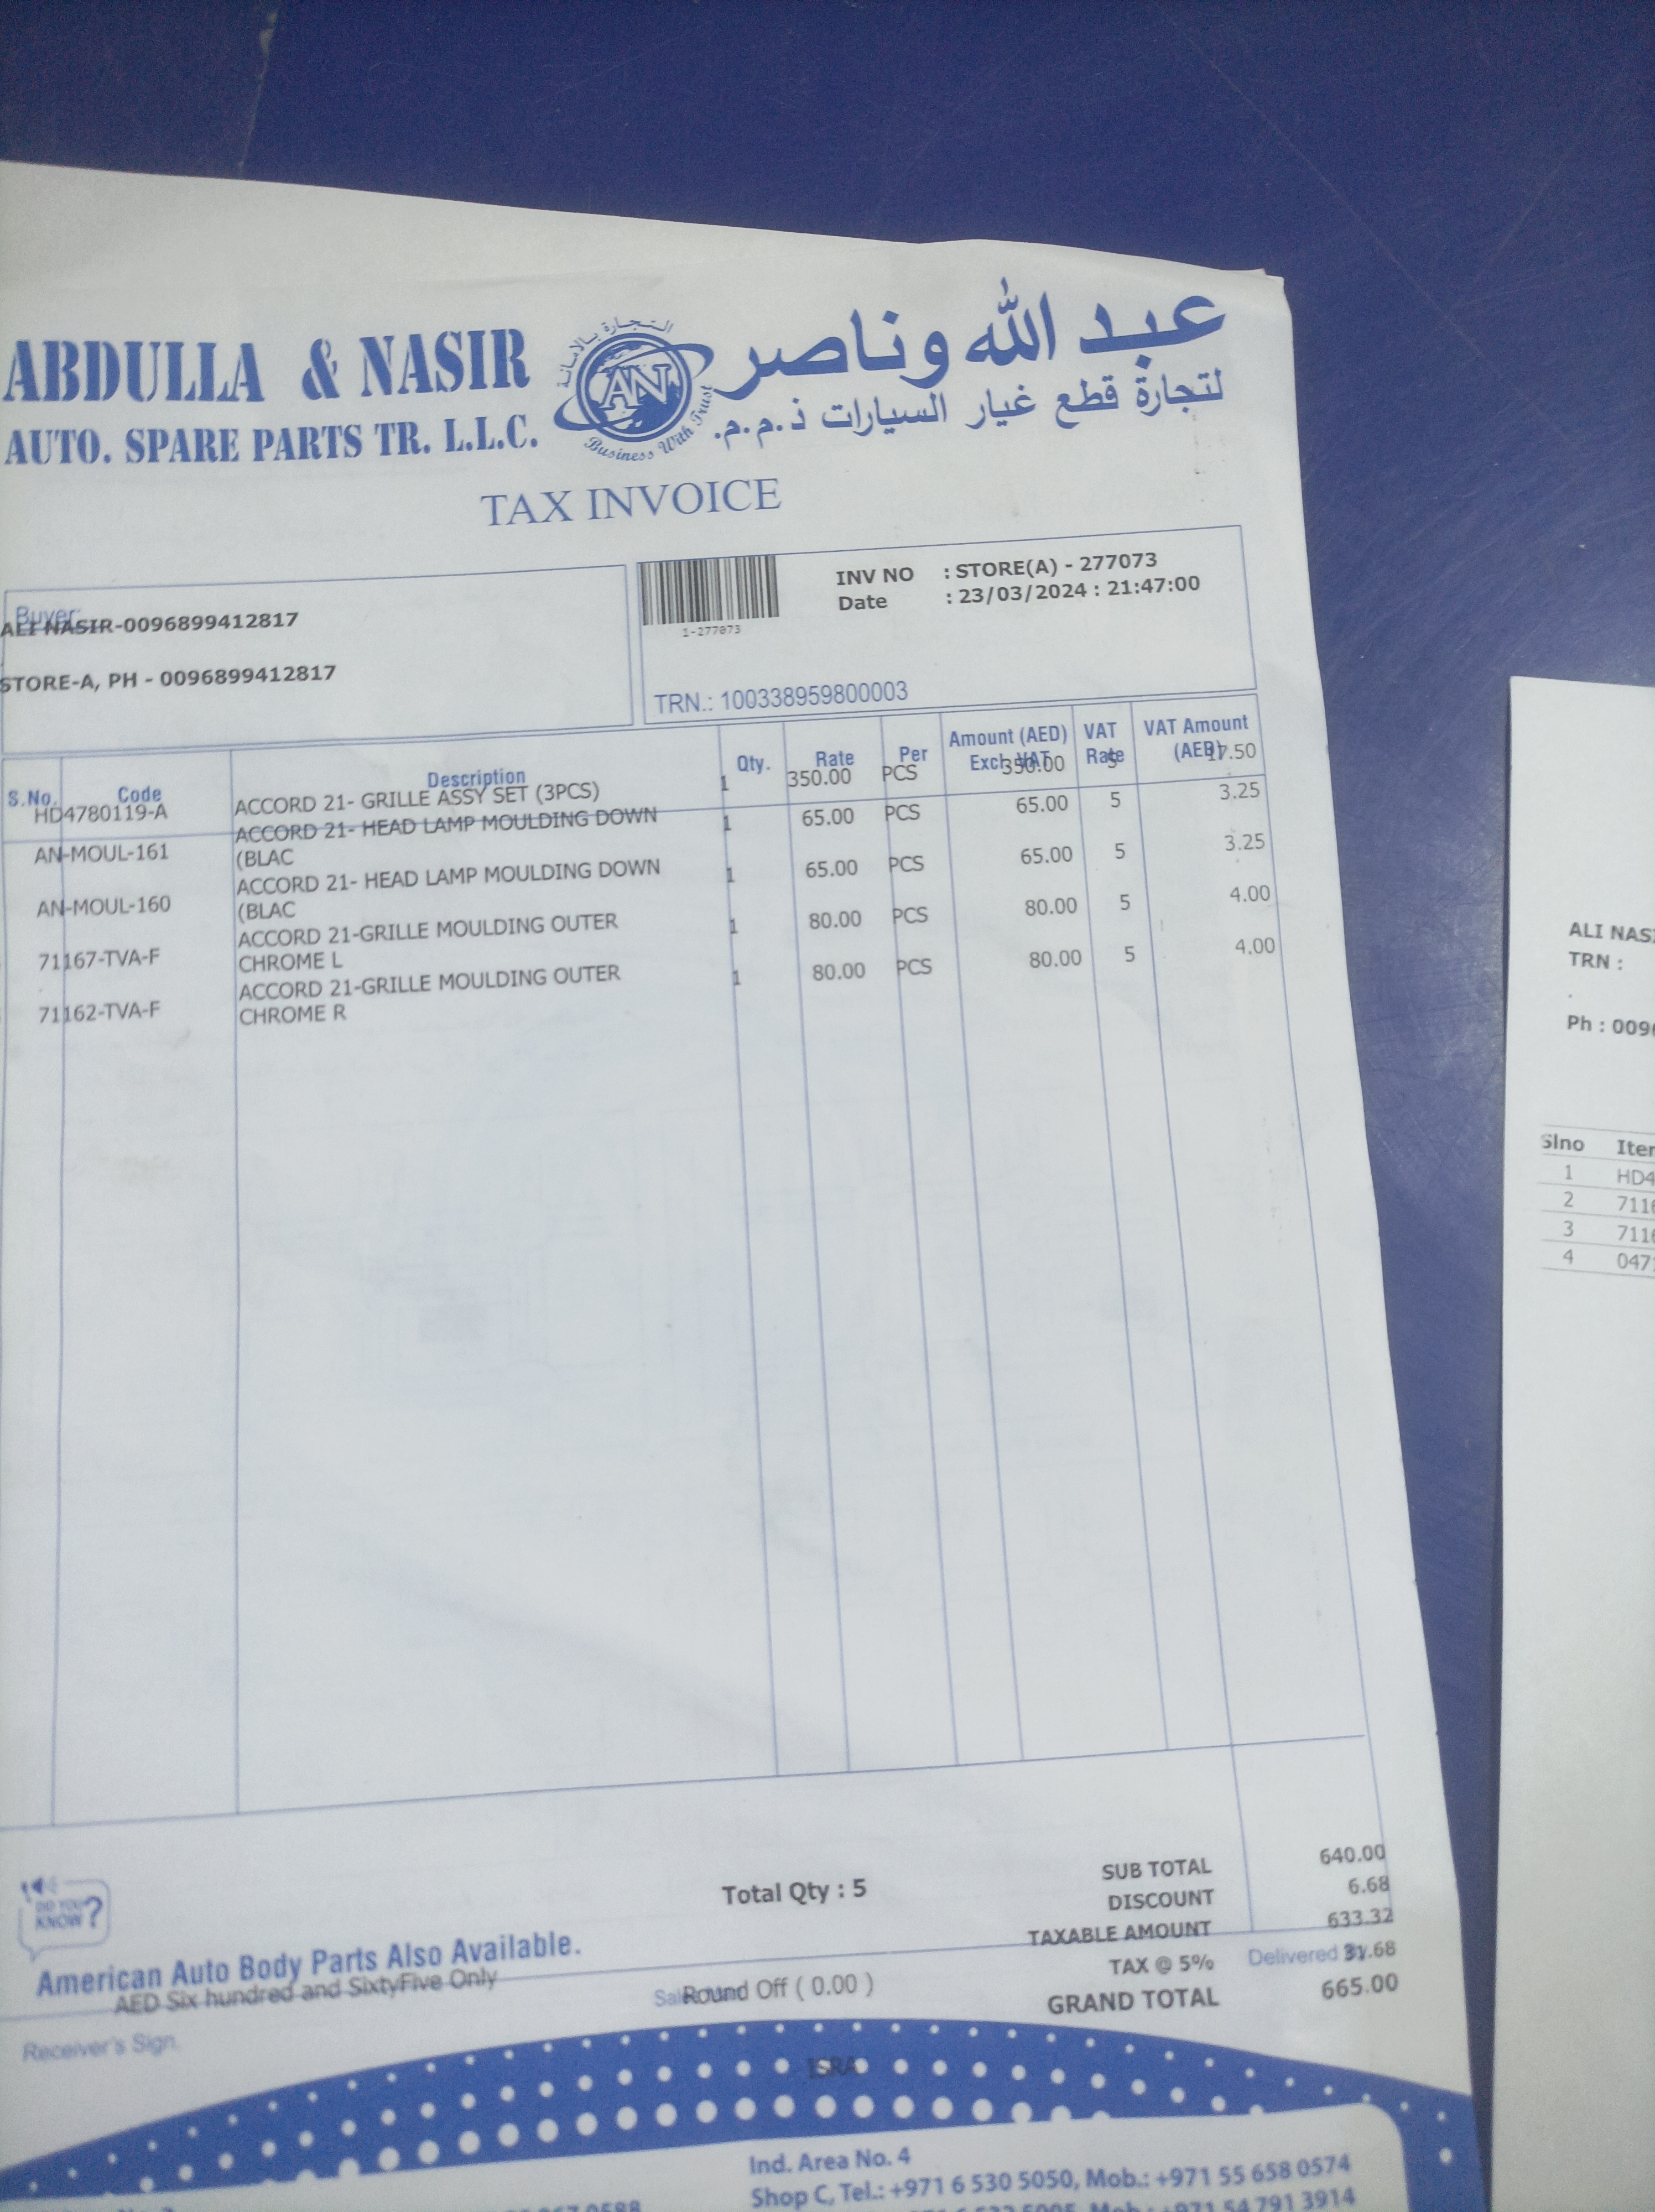 ABDULLA & NASIR
AUTO. SPARE PARTS TR. L.L.C.
التجارة بالامانة
AN
Business With Trust
عبد الله وناصر
لتجارة قطع غيار السيارات ذ.م.م.
TAX INVOICE
Buyer:
ALI NASIR-0096899412817
STORE-A, PH - 0096899412817
1-277073
INV NO : STORE(A) - 277073
Date : 23/03/2024 : 21:47:00
TRN.: 100338959800003
S.No. Code Description Qty. Rate Per Amount (AED) Excl. VAT VAT Rate VAT Amount (AED)
HD4780119-A ACCORD 21- GRILLE ASSY SET (3PCS) 1 350.00 PCS 350.00 5 17.50
AN-MOUL-161 ACCORD 21- HEAD LAMP MOULDING DOWN (BLAC 1 65.00 PCS 65.00 5 3.25
AN-MOUL-160 ACCORD 21- HEAD LAMP MOULDING DOWN (BLAC 1 65.00 PCS 65.00 5 3.25
71167-TVA-F ACCORD 21-GRILLE MOULDING OUTER CHROME L 1 80.00 PCS 80.00 5 4.00
71162-TVA-F ACCORD 21-GRILLE MOULDING OUTER CHROME R 1 80.00 PCS 80.00 5 4.00
DID YOU KNOW?
American Auto Body Parts Also Available.
AED Six hundred and SixtyFive Only
Total Qty : 5
Round Off ( 0.00 )
SUB TOTAL 640.00
DISCOUNT 6.68
TAXABLE AMOUNT 633.32
TAX @ 5% 31.68
Delivered By.
GRAND TOTAL 665.00
Receiver's Sign.
ISRA
Ind. Area No. 4
Shop C, Tel.: +971 6 530 5050, Mob.: +971 55 658 0574
Mob.: +971 54 791 3914
ALI NAS
TRN :
Ph : 009
Slno Iter
1 HD4
2 711
3 711
4 047